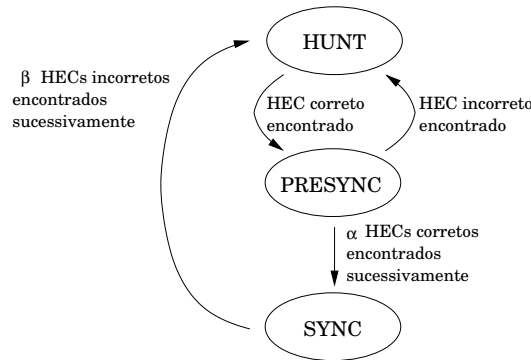 HUNT
β HECs incorretos
encontrados
sucessivamente
HEC correto
encontrado
HEC incorreto
encontrado
PRESYNC
α HECs corretos
encontrados
sucessivamente
SYNC